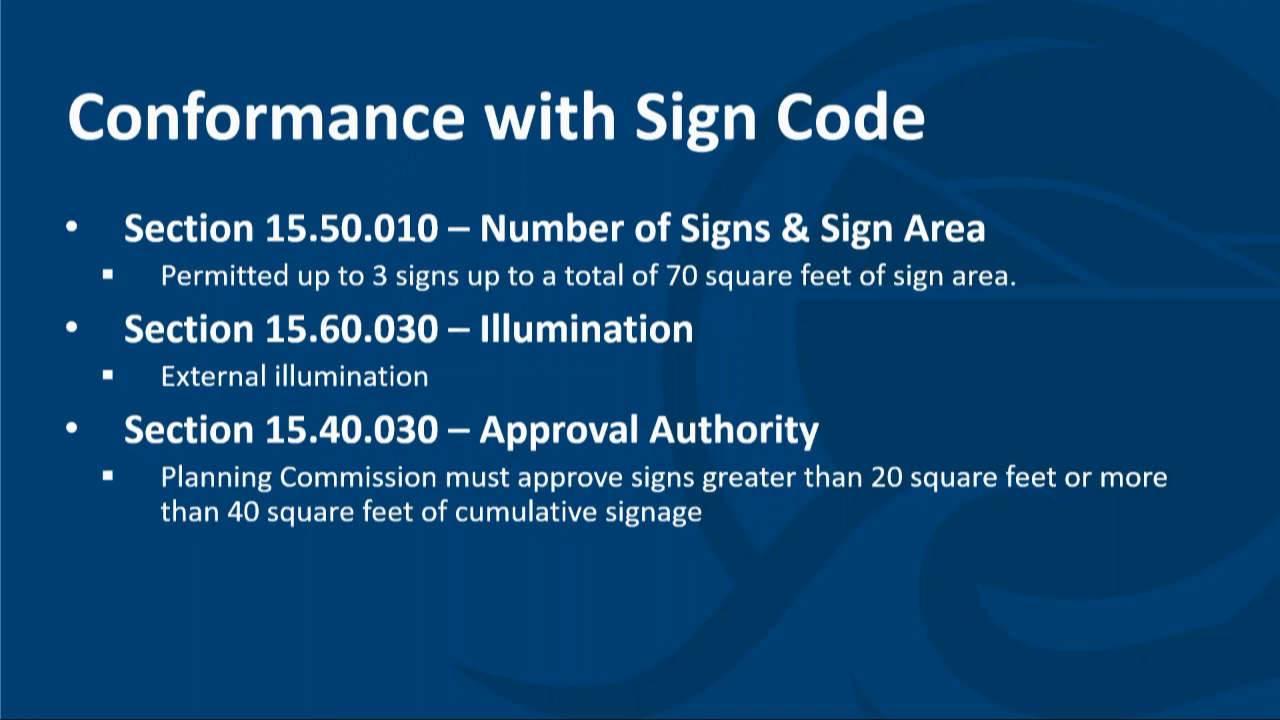 Conformance with Sign Code
• Section 15.50.010 – Number of Signs & Sign Area
▪ Permitted up to 3 signs up to a total of 70 square feet of sign area.
• Section 15.60.030 – Illumination
▪ External illumination
• Section 15.40.030 – Approval Authority
▪ Planning Commission must approve signs greater than 20 square feet or more
than 40 square feet of cumulative signage